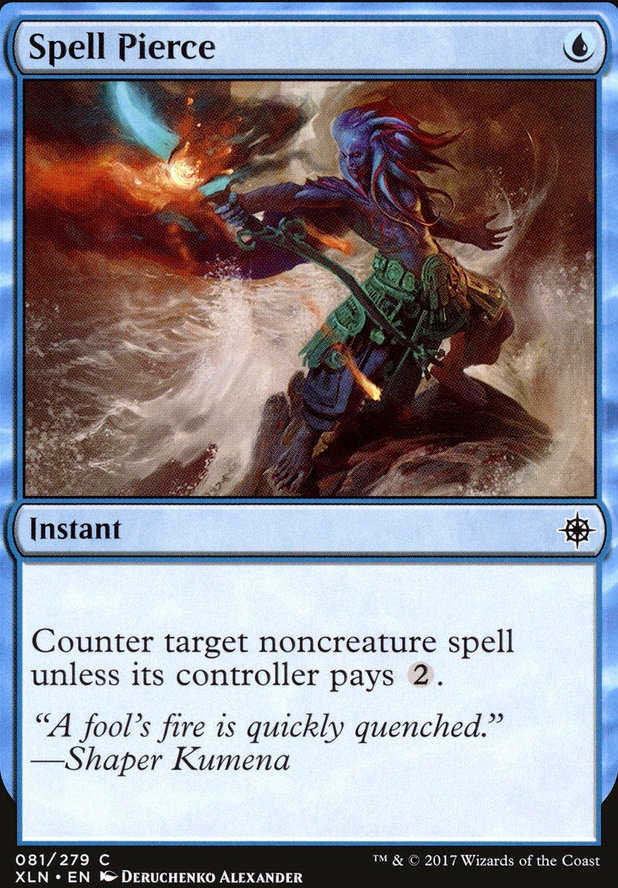 Spell Pierce
Instant
Counter target noncreature spell
unless its controller pays 2.
“A fool’s fire is quickly quenched.”
—Shaper Kumena
081/279 C
XLN • EN Deruchenko Alexander
™ & © 2017 Wizards of the Coast